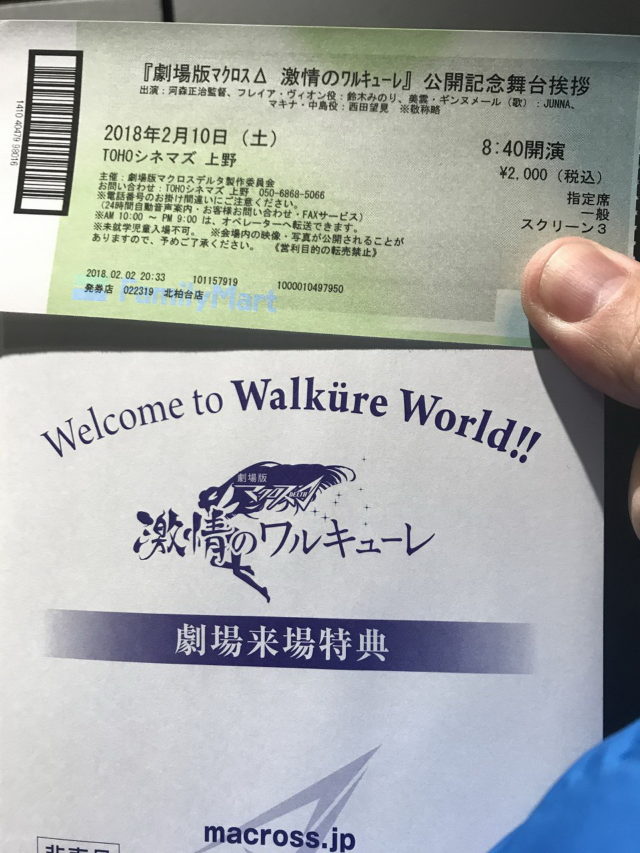 『劇場版マクロスΔ 激情のワルキューレ』公開記念舞台挨拶
出演：河森正治監督、フレイア・ヴィオン役：鈴木みのり、美雲・ギンヌメール（歌）：JUNNA、
マキナ・中島役：西田望見 ※敬称略
2018年2月10日（土）
8:40開演
TOHOシネマズ 上野
¥2,000（税込）
主催：劇場版マクロスデルタ製作委員会
指定席
お問い合わせ：TOHOシネマズ 上野 050-6868-5066
一般
※電話番号のお掛け間違いにご注意ください。
スクリーン3
（24時間自動音声案内・お客様お問い合わせ・FAXサービス）
※AM 10:00 ～ PM 9:00 は、オペレーターへ転送できます。
※未就学児童入場不可。 ※会場内の映像・写真が公開されることが
ありますので、予めご了承ください。 《営利目的の転売禁止》
2018.02.02 20:33 101157919 1000010497950
発券店 022319 北柏台店
FamilyMart
1410 40479 98016
Welcome to Walküre World!!
劇場版
マクロスΔ
DELTA
激情のワルキューレ
劇場来場特典
macross.jp
非売品